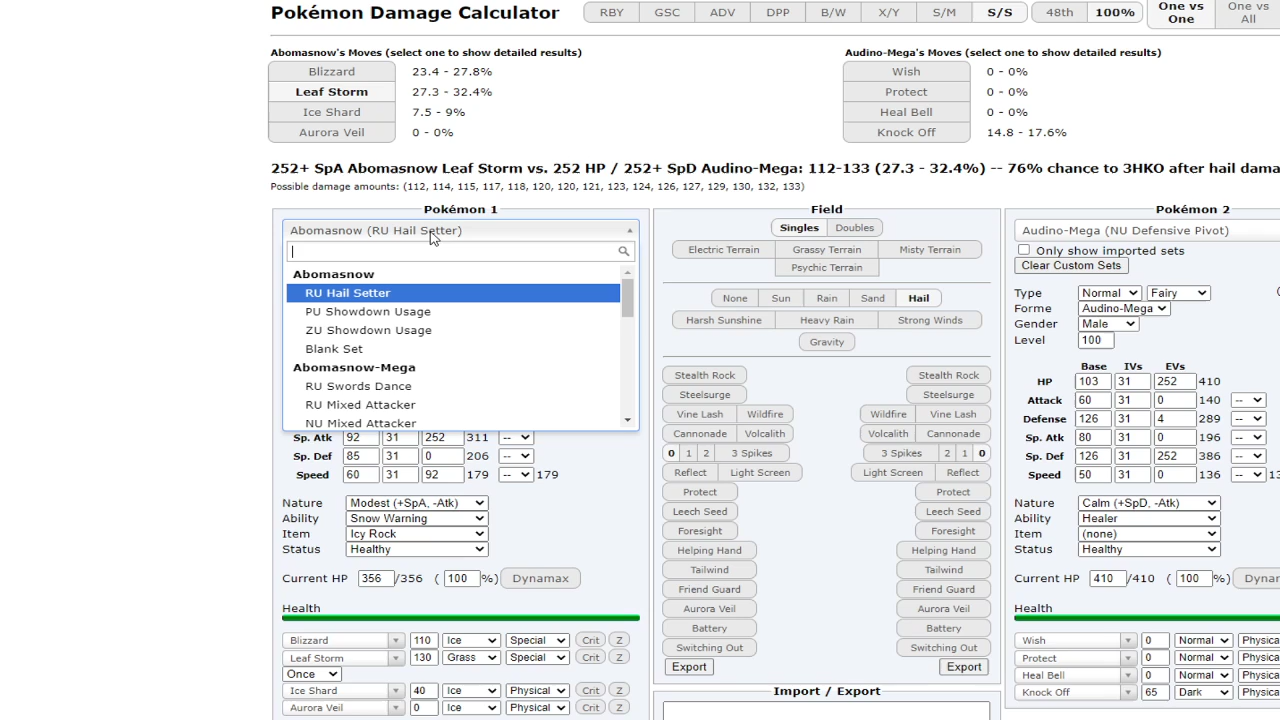 Pokémon Damage Calculator RBY GSC ADV DPP B/W X/Y S/M S/S 48th 100% One vs One One vs All
Abomasnow's Moves (select one to show detailed results) Audino-Mega's Moves (select one to show detailed results)
Blizzard 23.4 - 27.8% Wish 0 - 0%
Leaf Storm 27.3 - 32.4% Protect 0 - 0%
Ice Shard 7.5 - 9% Heal Bell 0 - 0%
Aurora Veil 0 - 0% Knock Off 14.8 - 17.6%
252+ SpA Abomasnow Leaf Storm vs. 252 HP / 252+ SpD Audino-Mega: 112-133 (27.3 - 32.4%) -- 76% chance to 3HKO after hail dama
Possible damage amounts: (112, 114, 115, 117, 118, 120, 120, 121, 123, 124, 126, 127, 129, 130, 132, 133)
Pokémon 1
Abomasnow (RU Hail Setter)
Abomasnow
RU Hail Setter
PU Showdown Usage
ZU Showdown Usage
Blank Set
Abomasnow-Mega
RU Swords Dance
RU Mixed Attacker
NU Mixed Attacker
Sp. Atk 92 31 252 311 --
Sp. Def 85 31 0 206 --
Speed 60 31 92 179 -- 179
Nature Modest (+SpA, -Atk)
Ability Snow Warning
Item Icy Rock
Status Healthy
Current HP 356 /356 ( 100 %) Dynamax
Health
Blizzard 110 Ice Special Crit Z
Leaf Storm 130 Grass Special Crit Z
Once
Ice Shard 40 Ice Physical Crit Z
Aurora Veil 0 Ice Physical Crit Z
Field
Singles Doubles
Electric Terrain Grassy Terrain Misty Terrain
Psychic Terrain
None Sun Rain Sand Hail
Harsh Sunshine Heavy Rain Strong Winds
Gravity
Stealth Rock Stealth Rock
Steelsurge Steelsurge
Vine Lash Wildfire Wildfire Vine Lash
Cannonade Volcalith Volcalith Cannonade
0 1 2 3 Spikes 3 Spikes 2 1 0
Reflect Light Screen Light Screen Reflect
Protect Protect
Leech Seed Leech Seed
Foresight Foresight
Helping Hand Helping Hand
Tailwind Tailwind
Friend Guard Friend Guard
Aurora Veil Aurora Veil
Battery Battery
Switching Out Switching Out
Export Export
Import / Export
Pokémon 2
Audino-Mega (NU Defensive Pivot)
Only show imported sets
Clear Custom Sets
Type Normal Fairy
Forme Audino-Mega
Gender Male
Level 100
Base IVs EVs
HP 103 31 252 410
Attack 60 31 0 140 --
Defense 126 31 4 289 --
Sp. Atk 80 31 0 196 --
Sp. Def 126 31 252 386 --
Speed 50 31 0 136 --
Nature Calm (+SpD, -Atk)
Ability Healer
Item (none)
Status Healthy
Current HP 410 /410 ( 100 %) Dynar
Health
Wish 0 Normal Physica
Protect 0 Normal Physica
Heal Bell 0 Normal Physica
Knock Off 65 Dark Physica